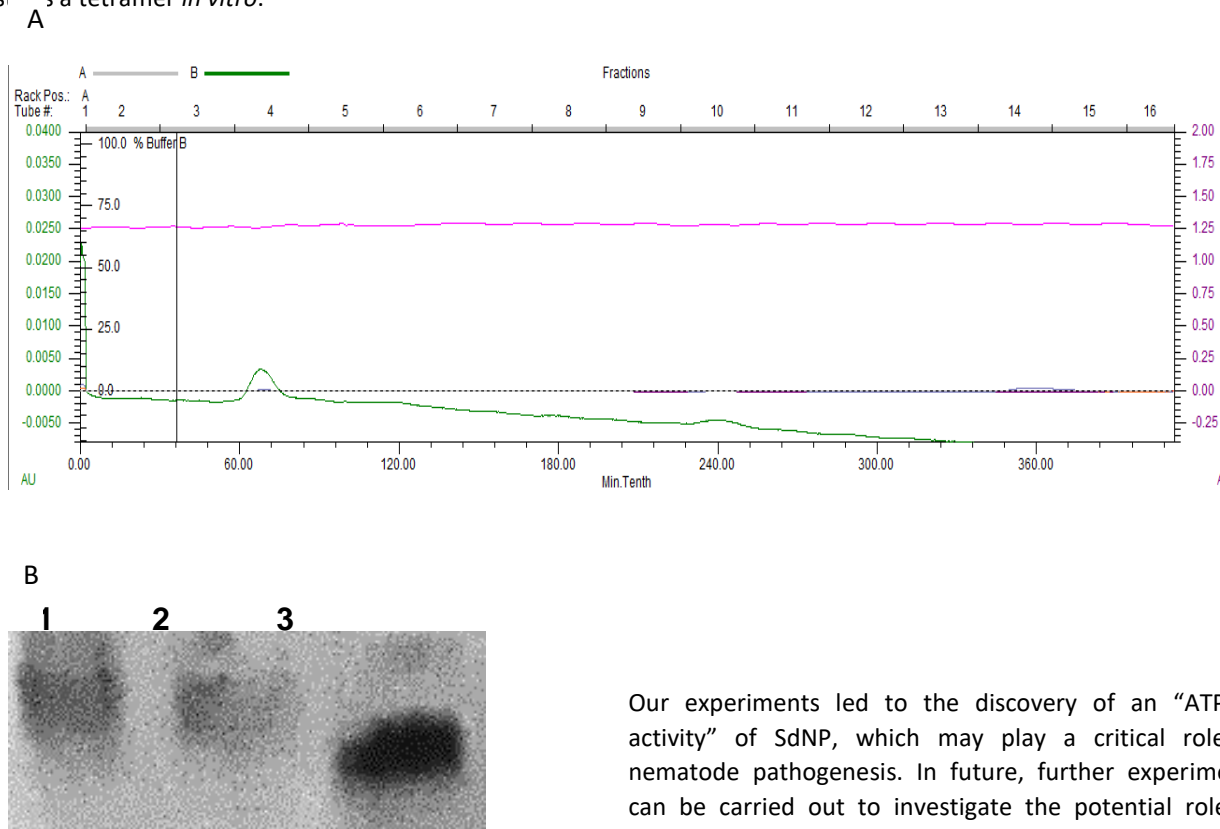 s a tetramer in vitro.
A
A B Fractions
Rack Pos.: A
Tube #: 1 2 3 4 5 6 7 8 9 10 11 12 13 14 15 16
0.0400 100.0 % Buffer B 2.00
0.0350 1.75
0.0300 75.0 1.50
0.0250 1.25
0.0200 50.0 1.00
0.0150 0.75
0.0100 25.0 0.50
0.0050 0.25
0.0000 0.0 0.00
-0.0050 -0.25
0.00 60.00 120.00 180.00 240.00 300.00 360.00
AU Min.Tenth
B
1 2 3
Our experiments led to the discovery of an “ATP
activity” of SdNP, which may play a critical role
nematode pathogenesis. In future, further experime
can be carried out to investigate the potential role